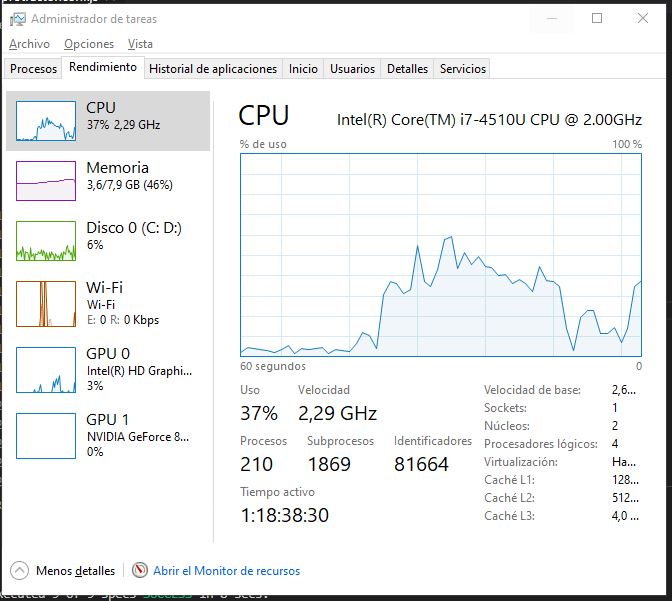 Administrador de tareas
Archivo Opciones Vista
Procesos Rendimiento Historial de aplicaciones Inicio Usuarios Detalles Servicios
CPU
37% 2,29 GHz
Memoria
3,6/7,9 GB (46%)
Disco 0 (C: D:)
6%
Wi-Fi
Wi-Fi
E: 0 R: 0 Kbps
GPU 0
Intel(R) HD Graphi...
3%
GPU 1
NVIDIA GeForce 8...
0%
CPU Intel(R) Core(TM) i7-4510U CPU @ 2.00GHz
% de uso 100 %
60 segundos 0
Uso Velocidad
37% 2,29 GHz
Procesos Subprocesos Identificadores
210 1869 81664
Tiempo activo
1:18:38:30
Velocidad de base: 2,6...
Sockets: 1
Núcleos: 2
Procesadores lógicos: 4
Virtualización: Ha...
Caché L1: 128...
Caché L2: 512...
Caché L3: 4,0 ...
Menos detalles Abrir el Monitor de recursos